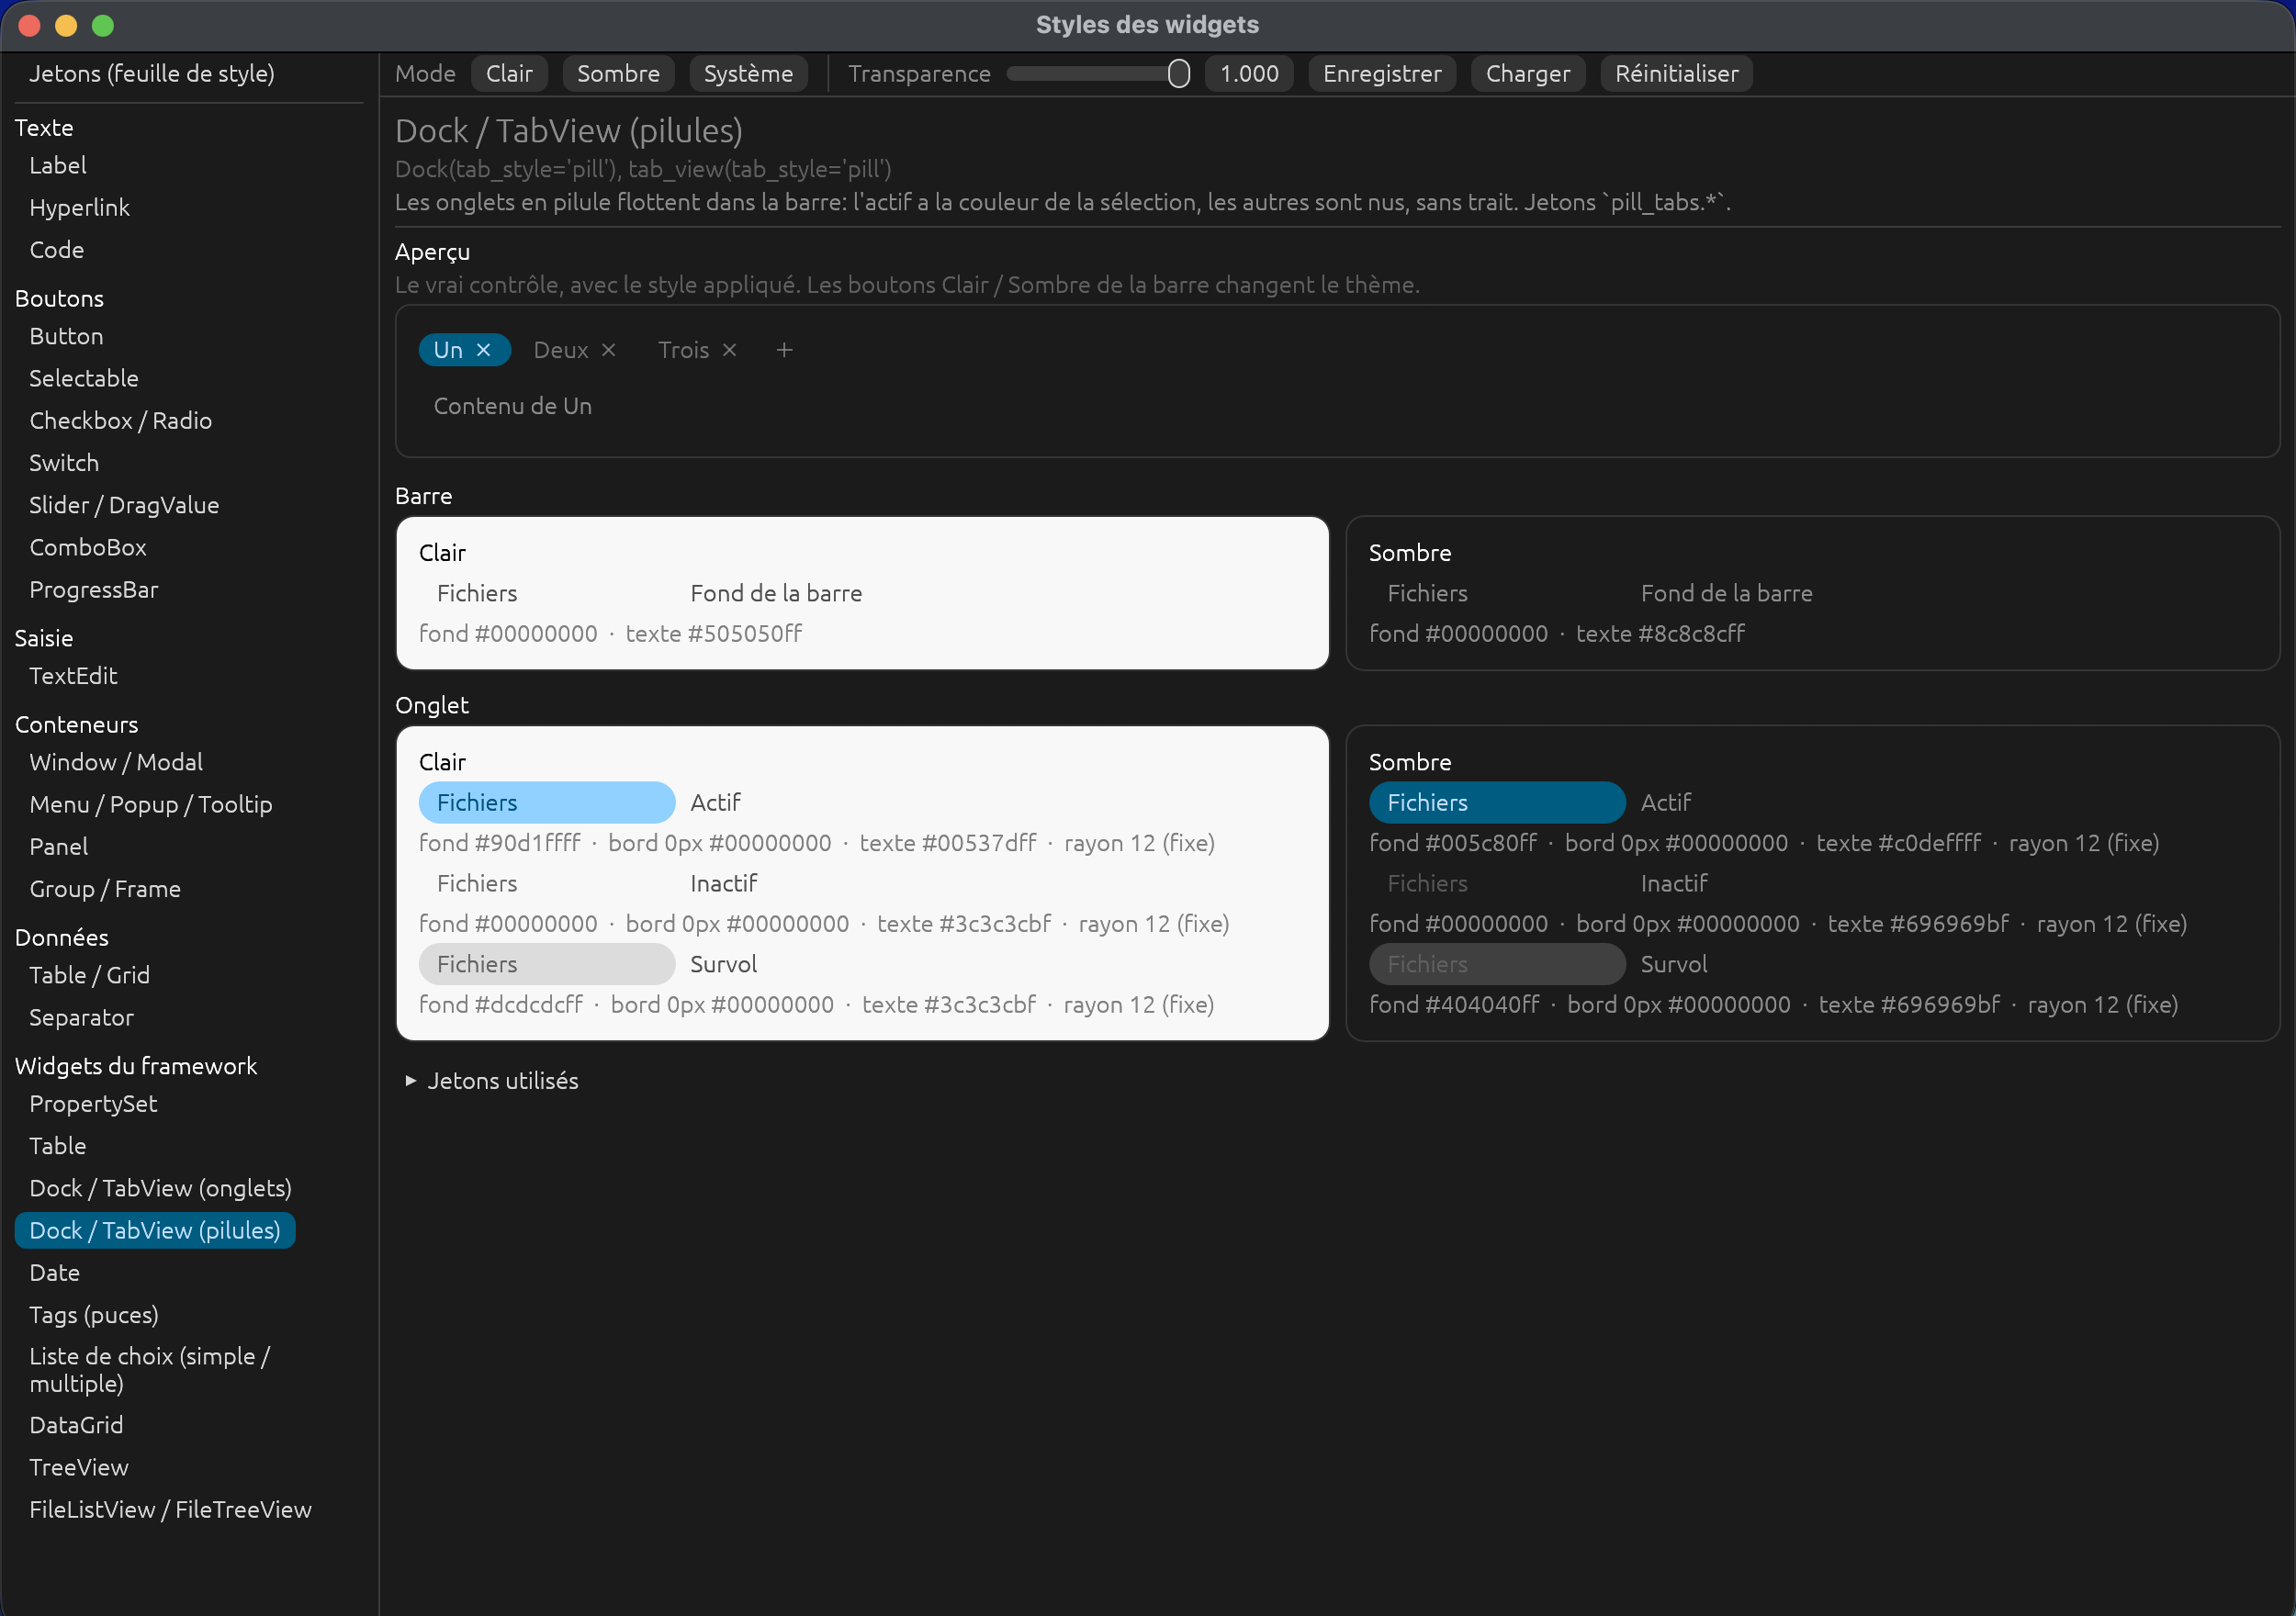 Styles des widgets
Jetons (feuille de style)
Texte
Label
Hyperlink
Code
Boutons
Button
Selectable
Checkbox / Radio
Switch
Slider / DragValue
ComboBox
ProgressBar
Saisie
TextEdit
Conteneurs
Window / Modal
Menu / Popup / Tooltip
Panel
Group / Frame
Données
Table / Grid
Separator
Widgets du framework
PropertySet
Table
Dock / TabView (onglets)
Dock / TabView (pilules)
Date
Tags (puces)
Liste de choix (simple /
multiple)
DataGrid
TreeView
FileListView / FileTreeView
Mode Clair Sombre Système Transparence 1.000 Enregistrer Charger Réinitialiser
Dock / TabView (pilules)
Dock(tab_style='pill'), tab_view(tab_style='pill')
Les onglets en pilule flottent dans la barre: l'actif a la couleur de la sélection, les autres sont nus, sans trait. Jetons `pill_tabs.*`.
Aperçu
Le vrai contrôle, avec le style appliqué. Les boutons Clair / Sombre de la barre changent le thème.
Un × Deux × Trois × +
Contenu de Un
Barre
Clair
Fichiers Fond de la barre
fond #00000000 · texte #505050ff
Sombre
Fichiers Fond de la barre
fond #00000000 · texte #8c8c8cff
Onglet
Clair
Fichiers Actif
fond #90d1ffff · bord 0px #00000000 · texte #00537dff · rayon 12 (fixe)
Fichiers Inactif
fond #00000000 · bord 0px #00000000 · texte #3c3c3cbf · rayon 12 (fixe)
Fichiers Survol
fond #dcdcdcff · bord 0px #00000000 · texte #3c3c3cbf · rayon 12 (fixe)
Sombre
Fichiers Actif
fond #005c80ff · bord 0px #00000000 · texte #c0deffff · rayon 12 (fixe)
Fichiers Inactif
fond #00000000 · bord 0px #00000000 · texte #696969bf · rayon 12 (fixe)
Fichiers Survol
fond #404040ff · bord 0px #00000000 · texte #696969bf · rayon 12 (fixe)
Jetons utilisés